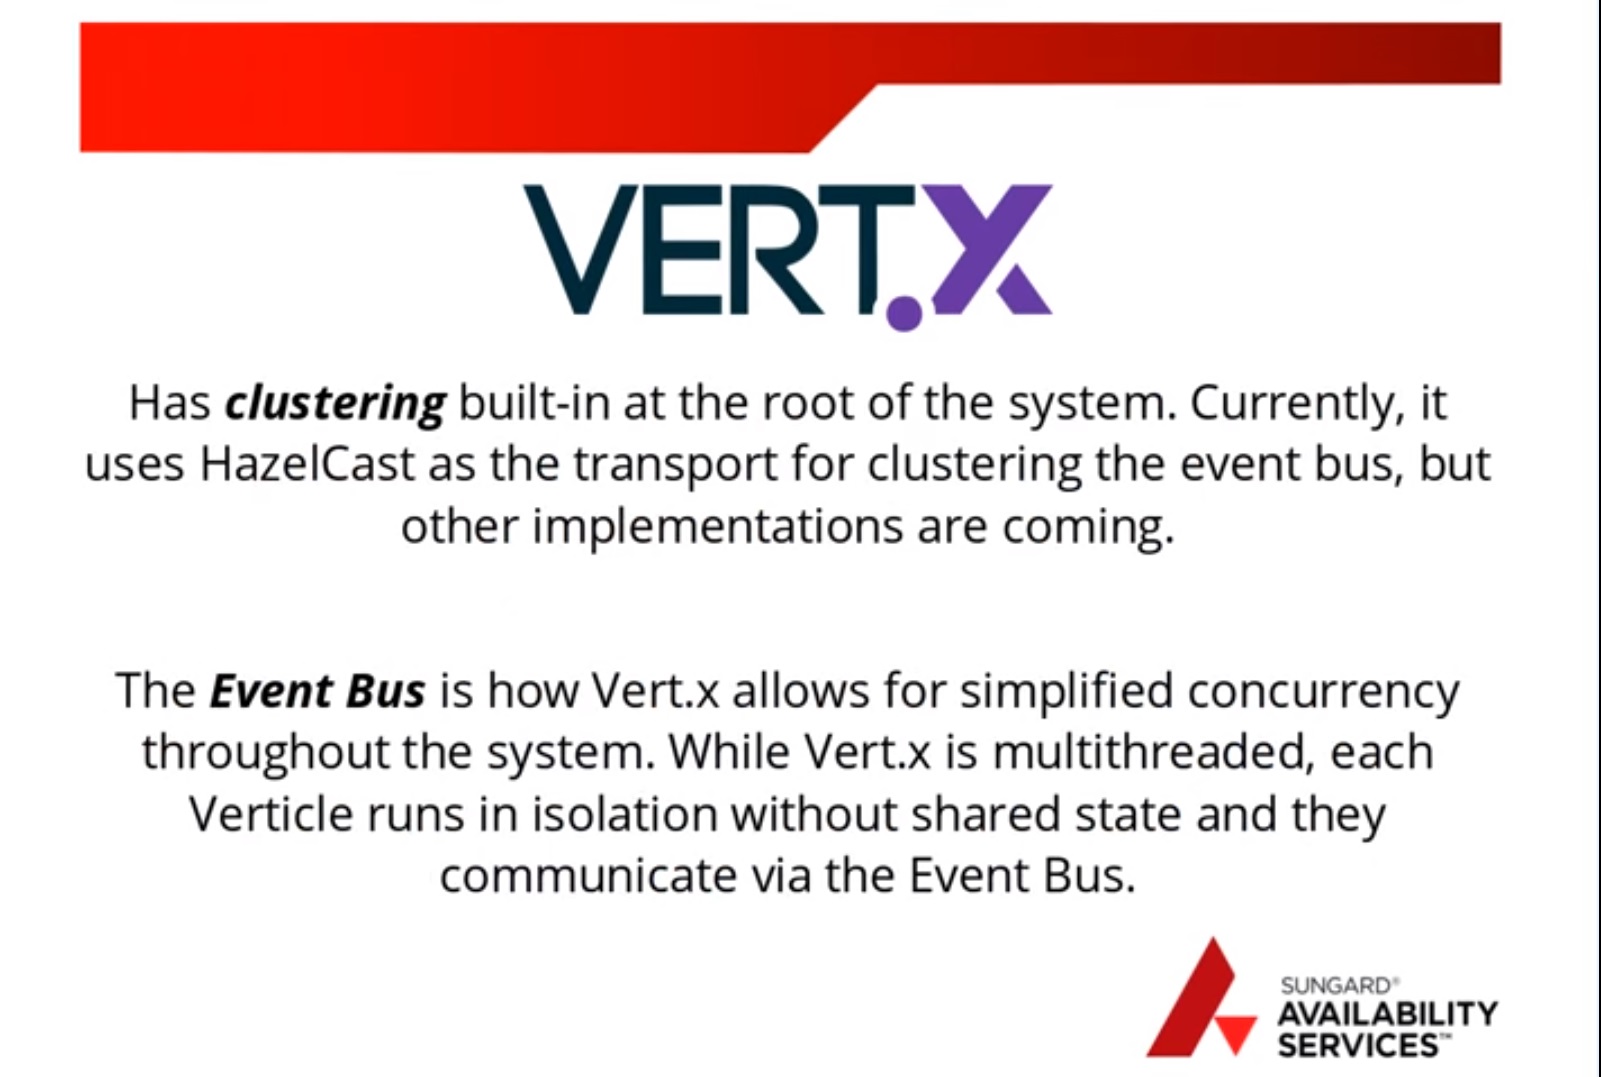 VERT.X
Has clustering built-in at the root of the system. Currently, it
uses HazelCast as the transport for clustering the event bus, but
other implementations are coming.
The Event Bus is how Vert.x allows for simplified concurrency
throughout the system. While Vert.x is multithreaded, each
Verticle runs in isolation without shared state and they
communicate via the Event Bus.
SUNGARD®
AVAILABILITY
SERVICES™